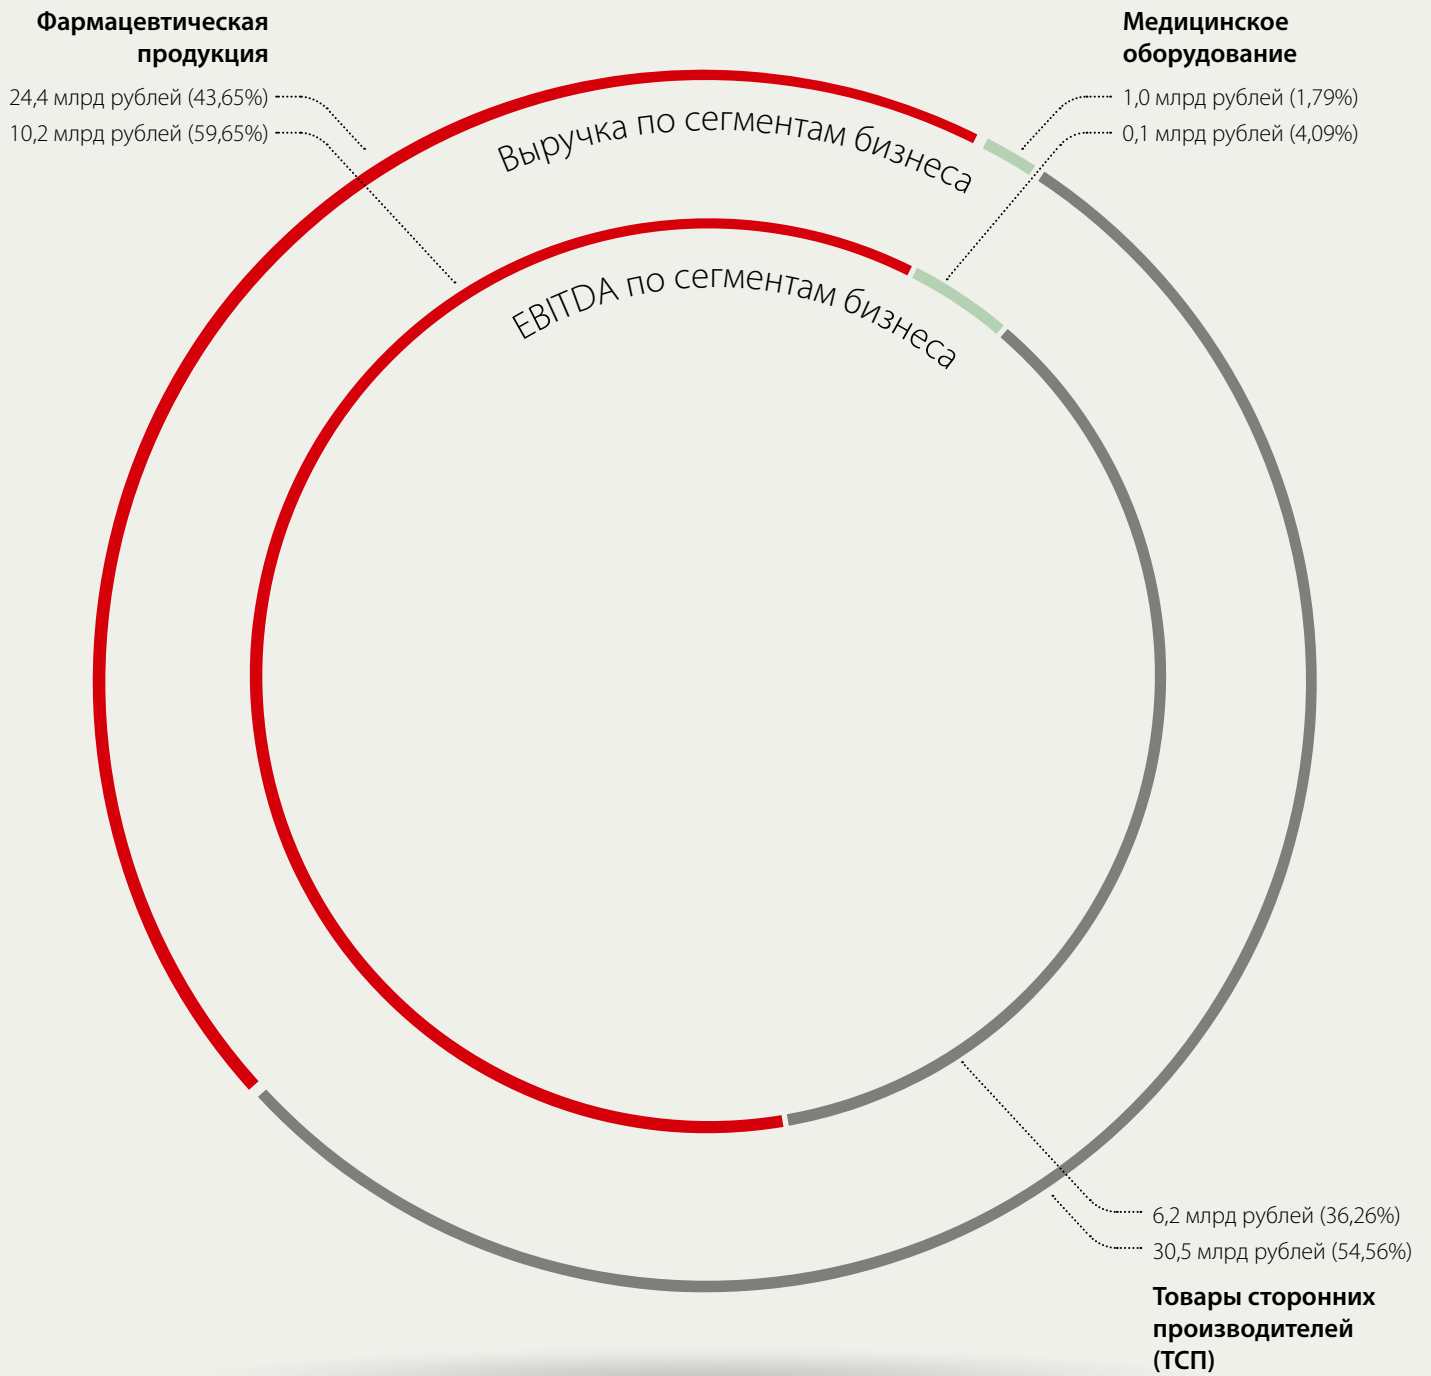 Фармацевтическая
продукция
24,4 млрд рублей (43,65%)
10,2 млрд рублей (59,65%)
Медицинское
оборудование
1,0 млрд рублей (1,79%)
0,1 млрд рублей (4,09%)
Выручка по сегментам бизнеса
EBITDA по сегментам бизнеса
6,2 млрд рублей (36,26%)
30,5 млрд рублей (54,56%)
Товары сторонних
производителей
(ТСП)